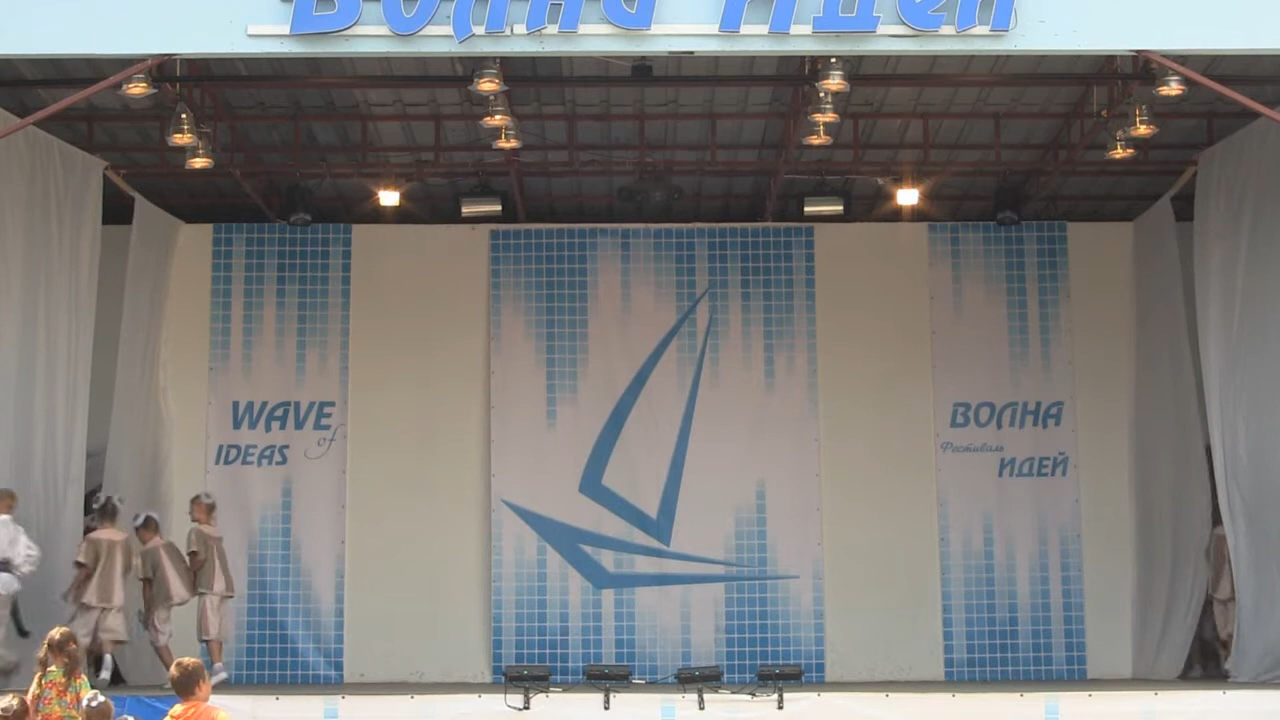 Волна Идей
WAVE
of
IDEAS
ВОЛНА
Фестиваль
ИДЕЙ